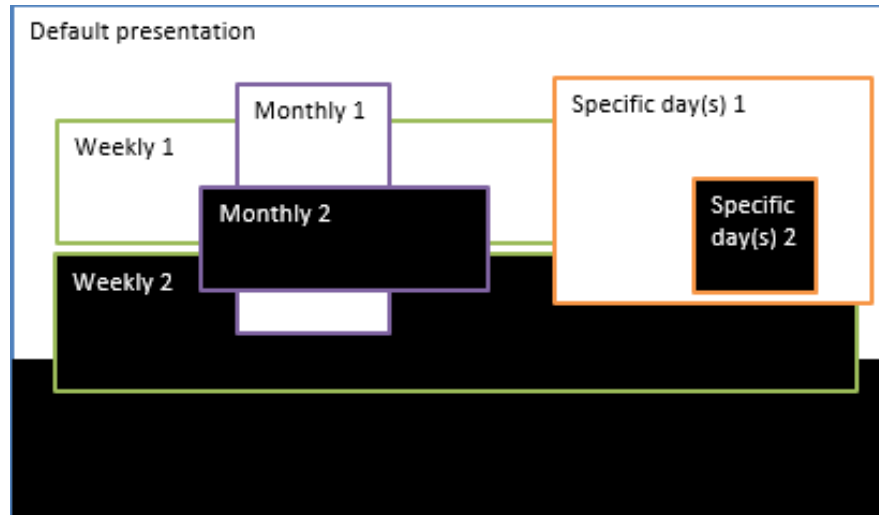 Default presentation
Monthly 1
Specific day(s) 1
Weekly 1
Monthly 2
Specific
day(s) 2
Weekly 2